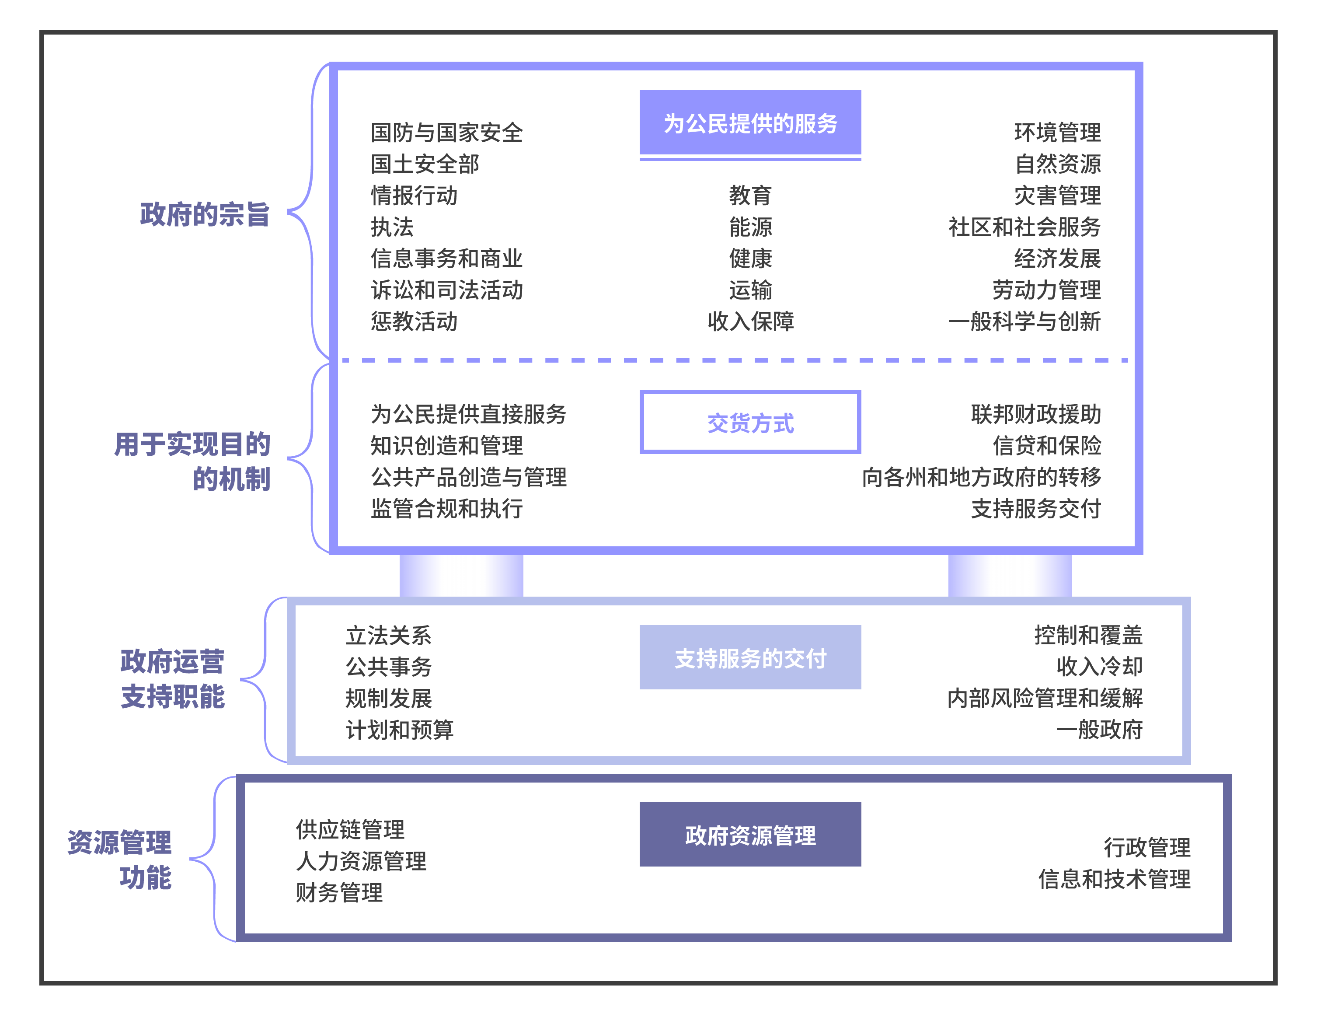 政府的宗旨
为公民提供的服务
国防与国家安全
国土安全部
情报行动
执法
信息事务和商业
诉讼和司法活动
惩教活动
教育
能源
健康
运输
收入保障
环境管理
自然资源
灾害管理
社区和社会服务
经济发展
劳动力管理
一般科学与创新
用于实现目的
的机制
交货方式
为公民提供直接服务
知识创造和管理
公共产品创造与管理
监管合规和执行
联邦财政援助
信贷和保险
向各州和地方政府的转移
支持服务交付
政府运营
支持职能
支持服务的交付
立法关系
公共事务
规制发展
计划和预算
控制和覆盖
收入冷却
内部风险管理和缓解
一般政府
资源管理
功能
政府资源管理
供应链管理
人力资源管理
财务管理
行政管理
信息和技术管理